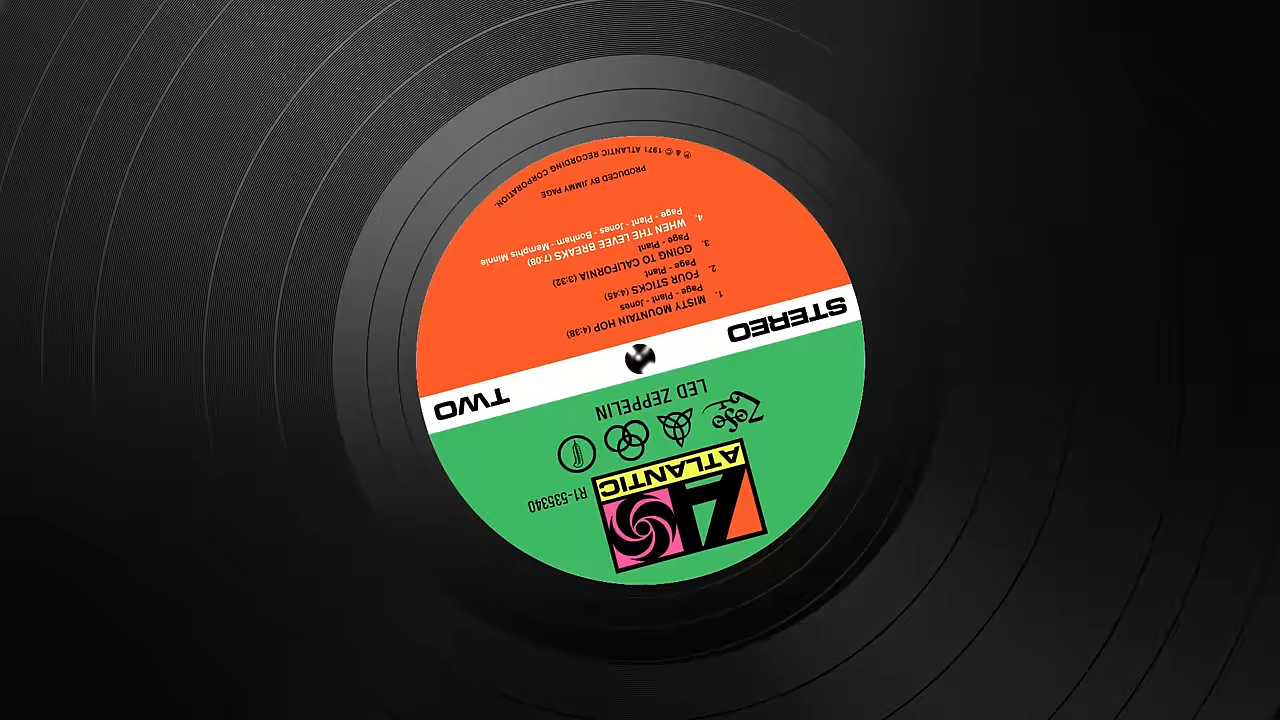 ATLANTIC
R1-535340
ZoSo
LED ZEPPELIN
STEREO
TWO
1. MISTY MOUNTAIN HOP (4:38)
Page - Plant - Jones
2. FOUR STICKS (4:45)
Page - Plant
3. GOING TO CALIFORNIA (3:32)
Page - Plant
4. WHEN THE LEVEE BREAKS (7:08)
Page - Plant - Jones - Bonham - Memphis Minnie
PRODUCED BY JIMMY PAGE
℗ & © 1971 ATLANTIC RECORDING CORPORATION.